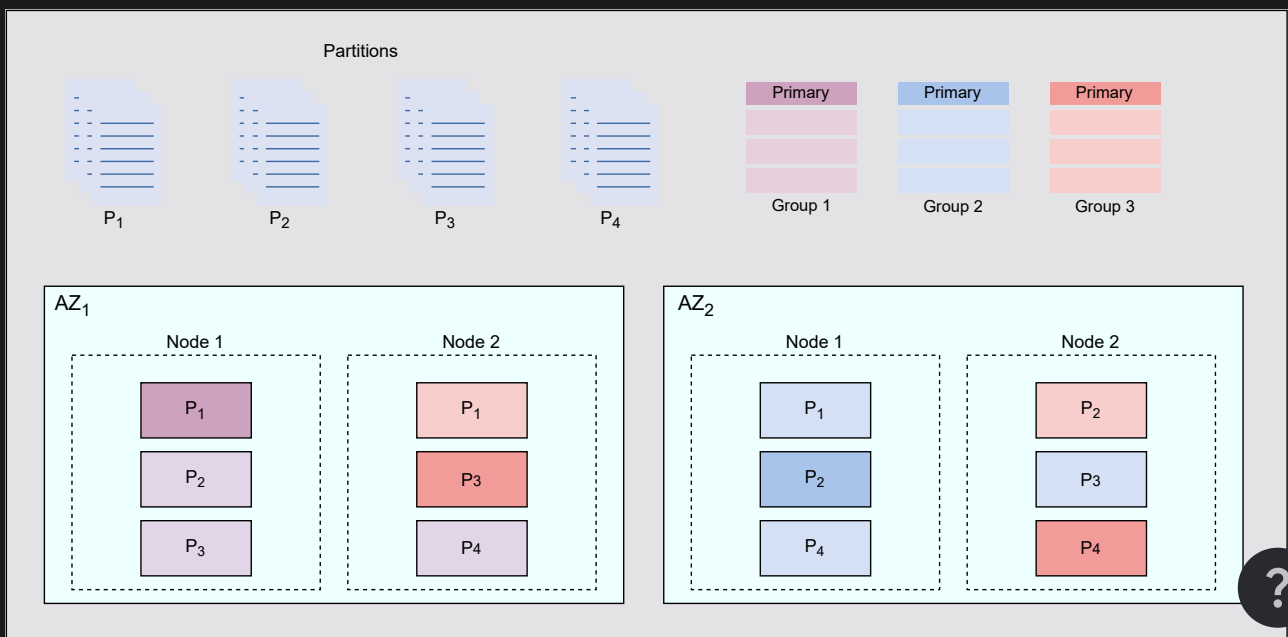 Partitions
P1
P2
P3
P4
Primary
Primary
Primary
Group 1
Group 2
Group 3
AZ1
Node 1
P1
P2
P3
Node 2
P1
P3
P4
AZ2
Node 1
P1
P2
P4
Node 2
P2
P3
P4
?